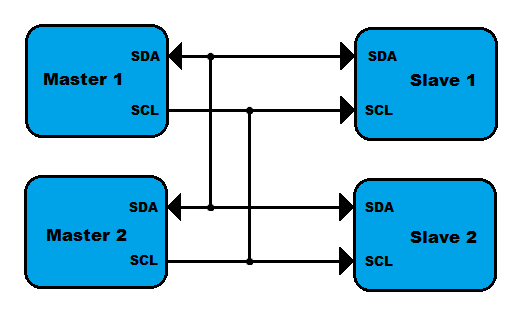 SDA
Master 1
SCL
SDA
Slave 1
SCL
SDA
Master 2
SCL
SDA
Slave 2
SCL